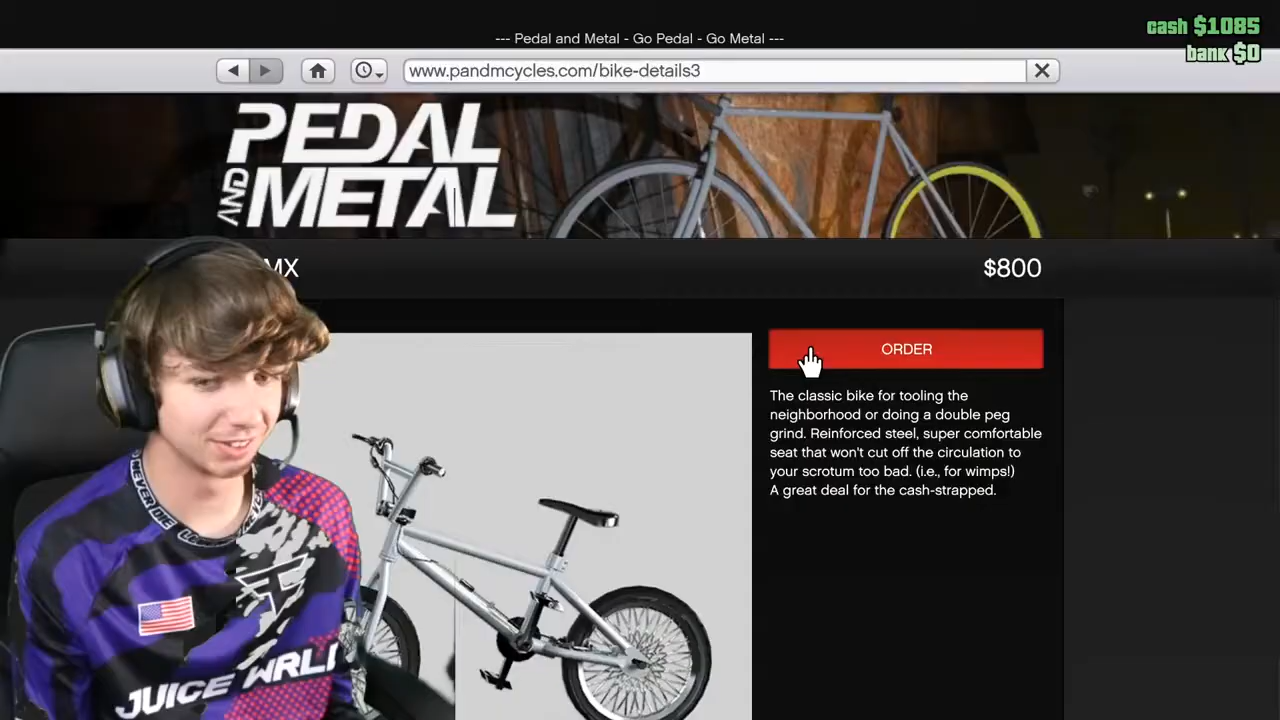 cash $1085
bank $0
--- Pedal and Metal - Go Pedal - Go Metal ---
www.pandmcycles.com/bike-details3
PEDAL
AND METAL
MX
$800
ORDER
The classic bike for tooling the
neighborhood or doing a double peg
grind. Reinforced steel, super comfortable
seat that won't cut off the circulation to
your scrotum too bad. (i.e., for wimps!)
A great deal for the cash-strapped.
NEVER DIE
JUICE WRLD